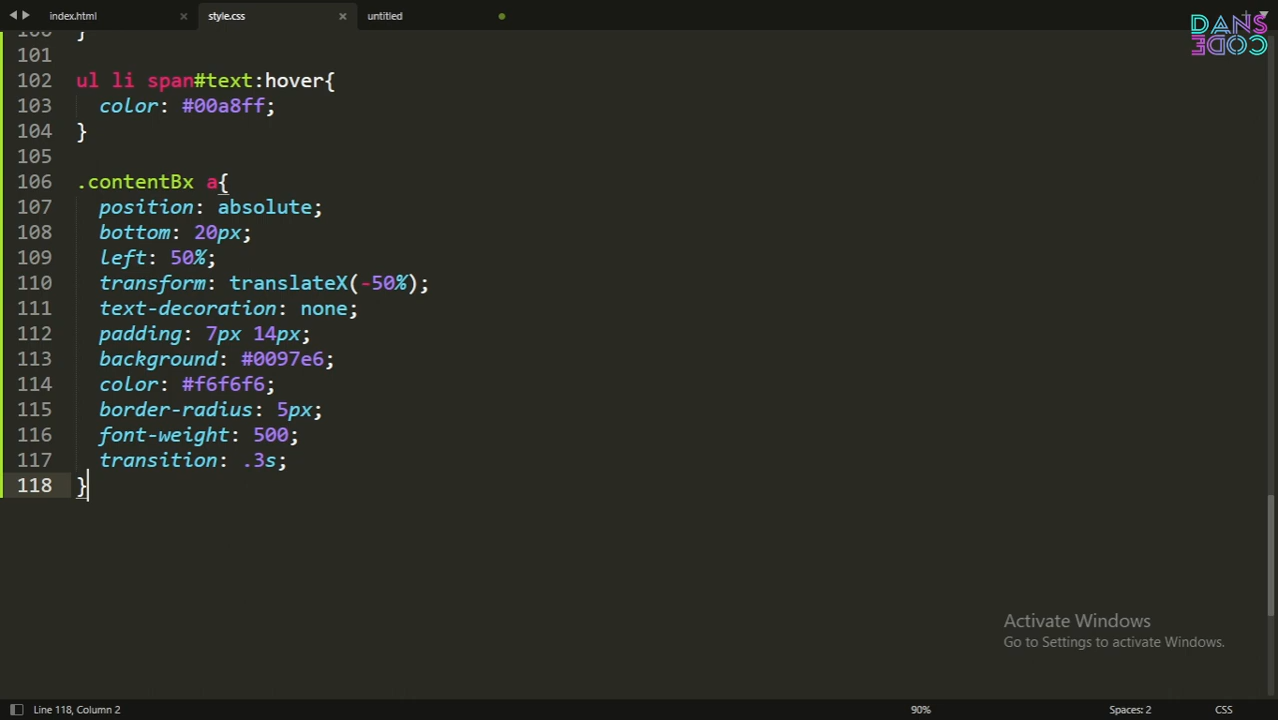 index.html
style.css
untitled
DANS
CODE
100 }
101
102 ul li span#text:hover{
103 color: #00a8ff;
104 }
105
106 .contentBx a{
107 position: absolute;
108 bottom: 20px;
109 left: 50%;
110 transform: translateX(-50%);
111 text-decoration: none;
112 padding: 7px 14px;
113 background: #0097e6;
114 color: #f6f6f6;
115 border-radius: 5px;
116 font-weight: 500;
117 transition: .3s;
118 }
Activate Windows
Go to Settings to activate Windows.
Line 118, Column 2
90%
Spaces: 2
CSS